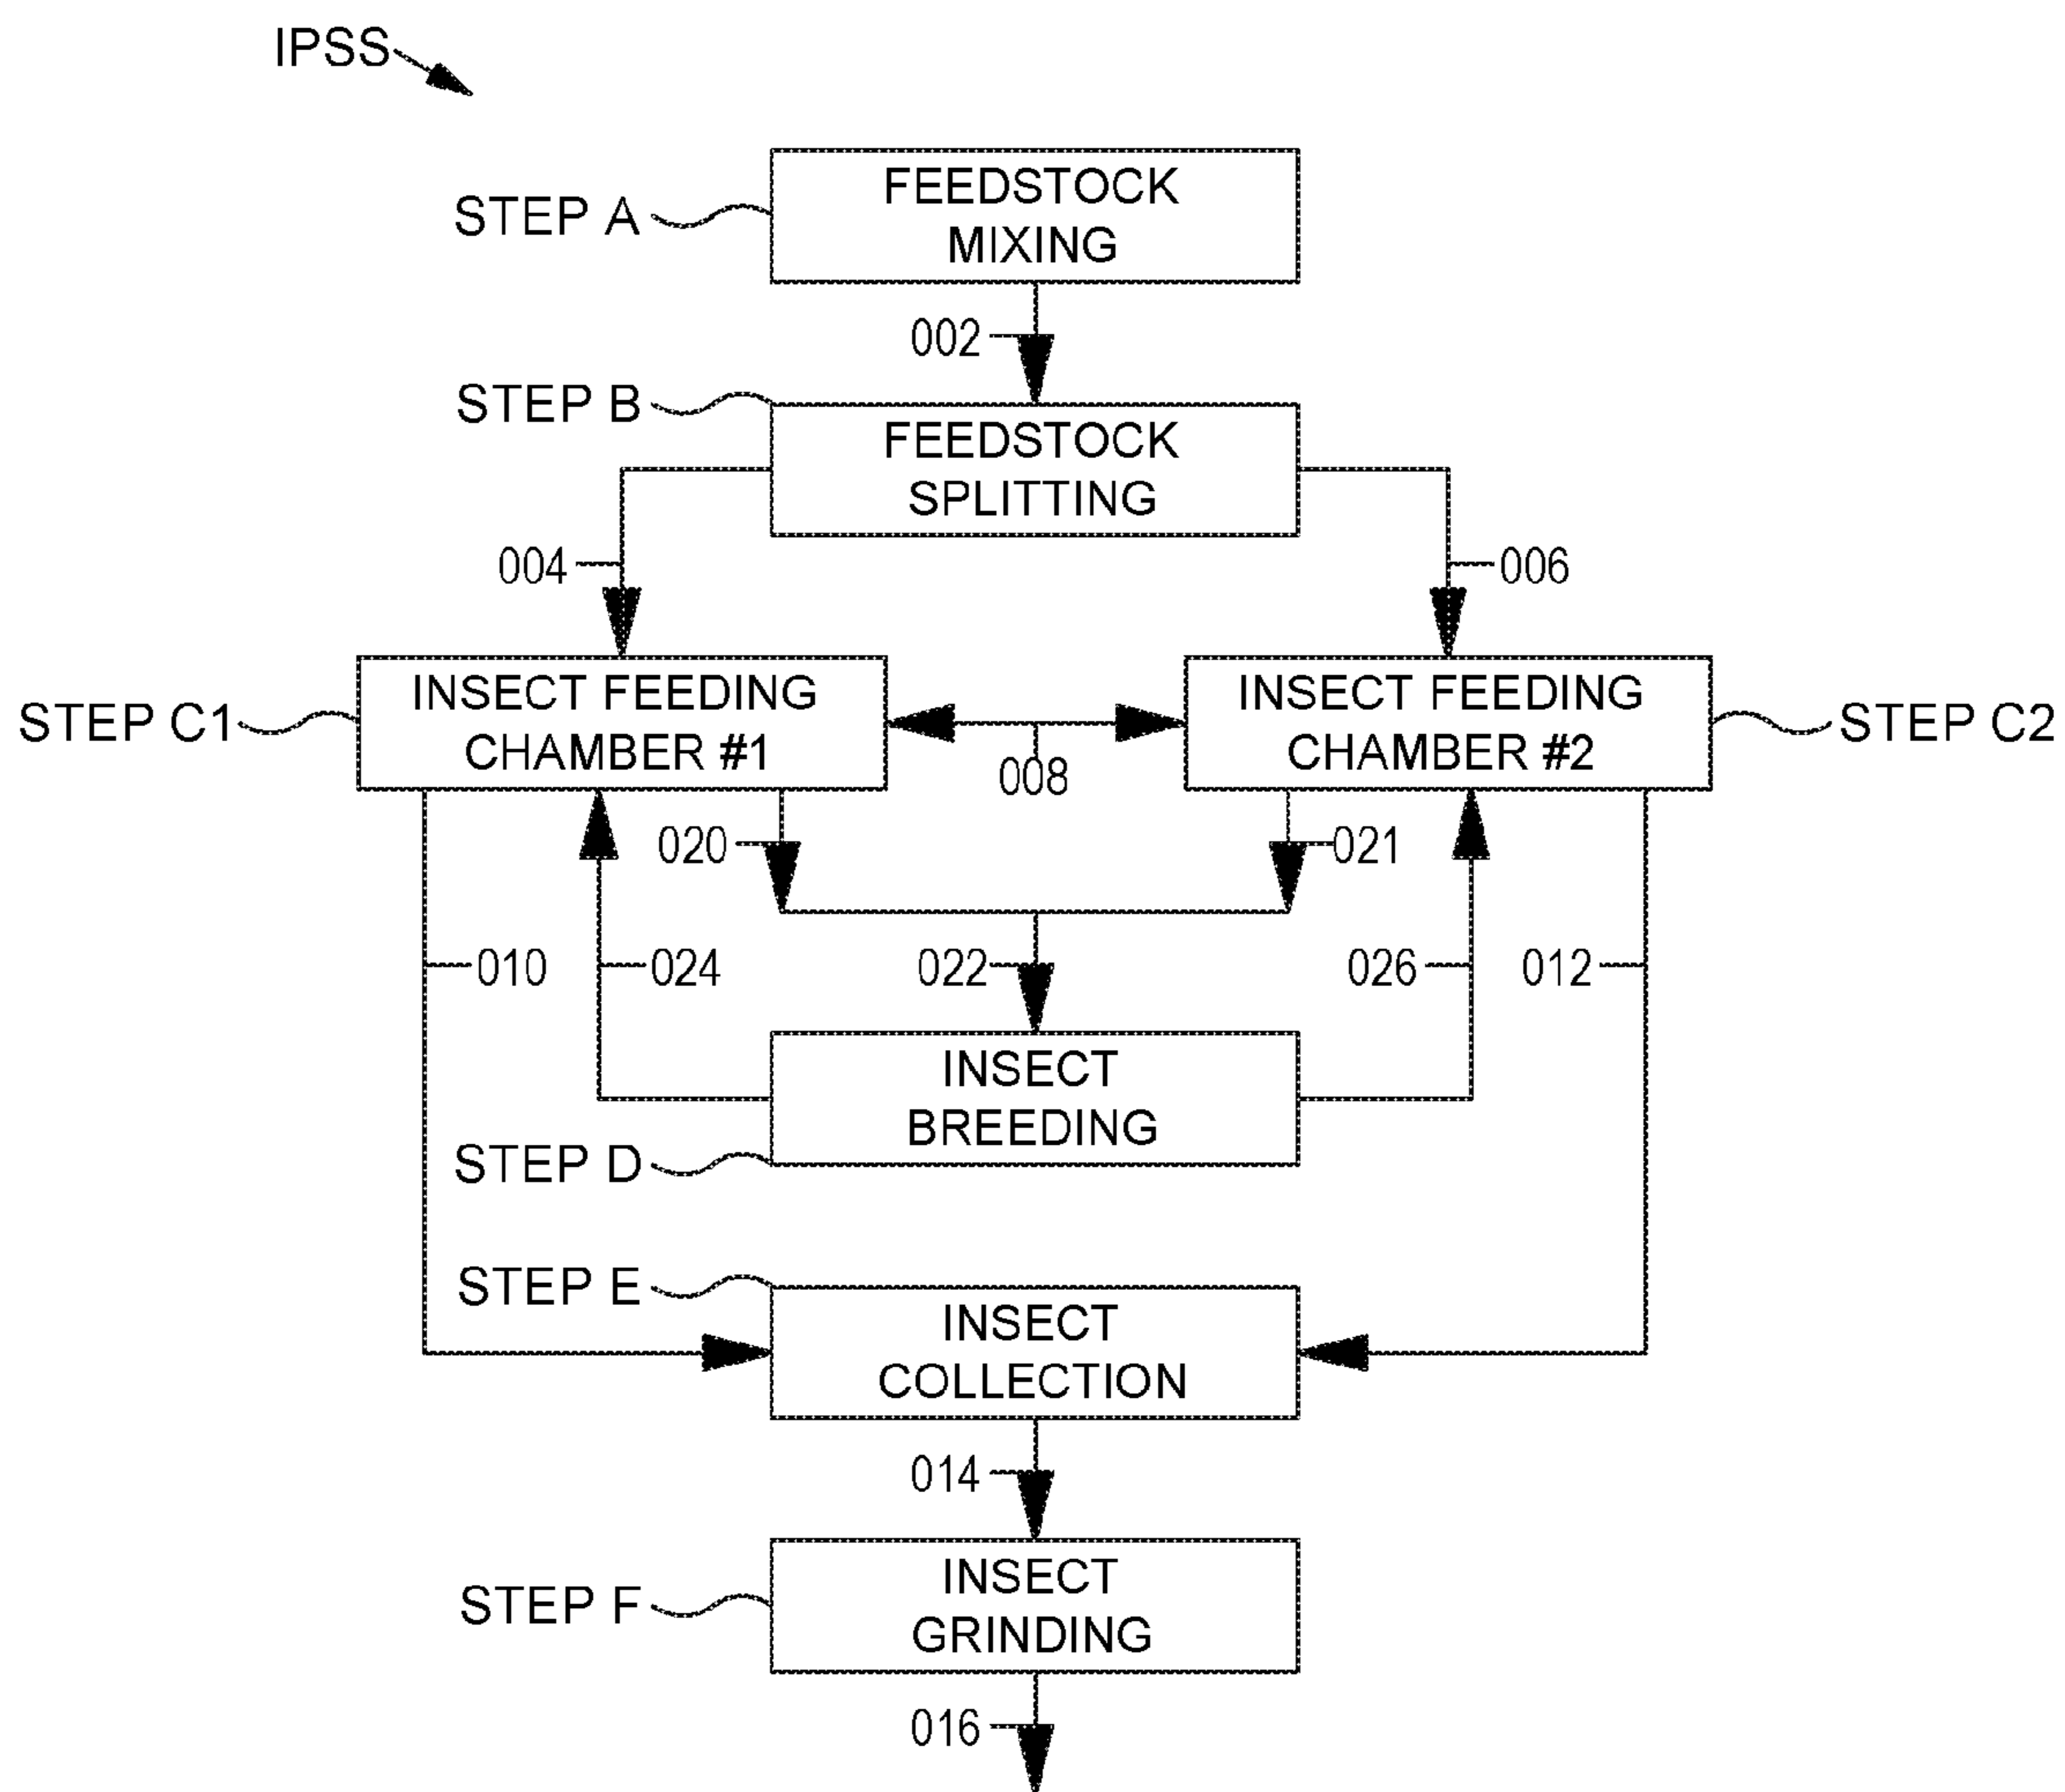 IPSS
STEP A
FEEDSTOCK
MIXING
002
STEP B
FEEDSTOCK
SPLITTING
004
006
STEP C1
INSECT FEEDING
CHAMBER #1
008
INSECT FEEDING
CHAMBER #2
STEP C2
020
021
010
024
022
026
012
INSECT
BREEDING
STEP D
STEP E
INSECT
COLLECTION
014
STEP F
INSECT
GRINDING
016